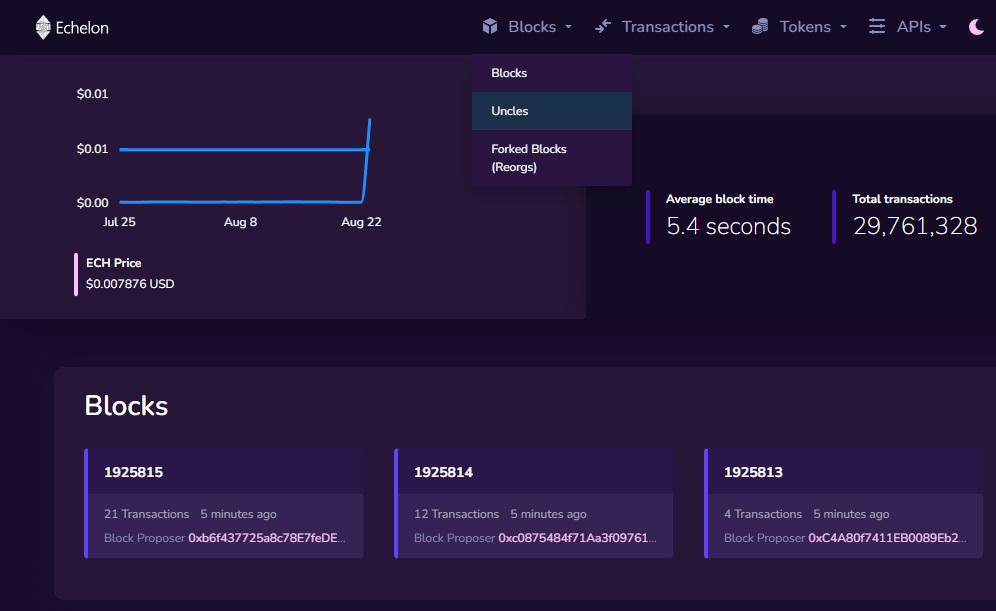 Echelon
Blocks
Transactions
Tokens
APIs
Blocks
Uncles
Forked Blocks
(Reorgs)
$0.01
$0.01
$0.00
Jul 25
Aug 8
Aug 22
ECH Price
$0.007876 USD
Average block time
5.4 seconds
Total transactions
29,761,328
Blocks
1925815
21 Transactions 5 minutes ago
Block Proposer 0xb6f437725a8c78E7feDE...
1925814
12 Transactions 5 minutes ago
Block Proposer 0xc0875484f71Aa3f09761...
1925813
4 Transactions 5 minutes ago
Block Proposer 0xC4A80f7411EB0089Eb2...